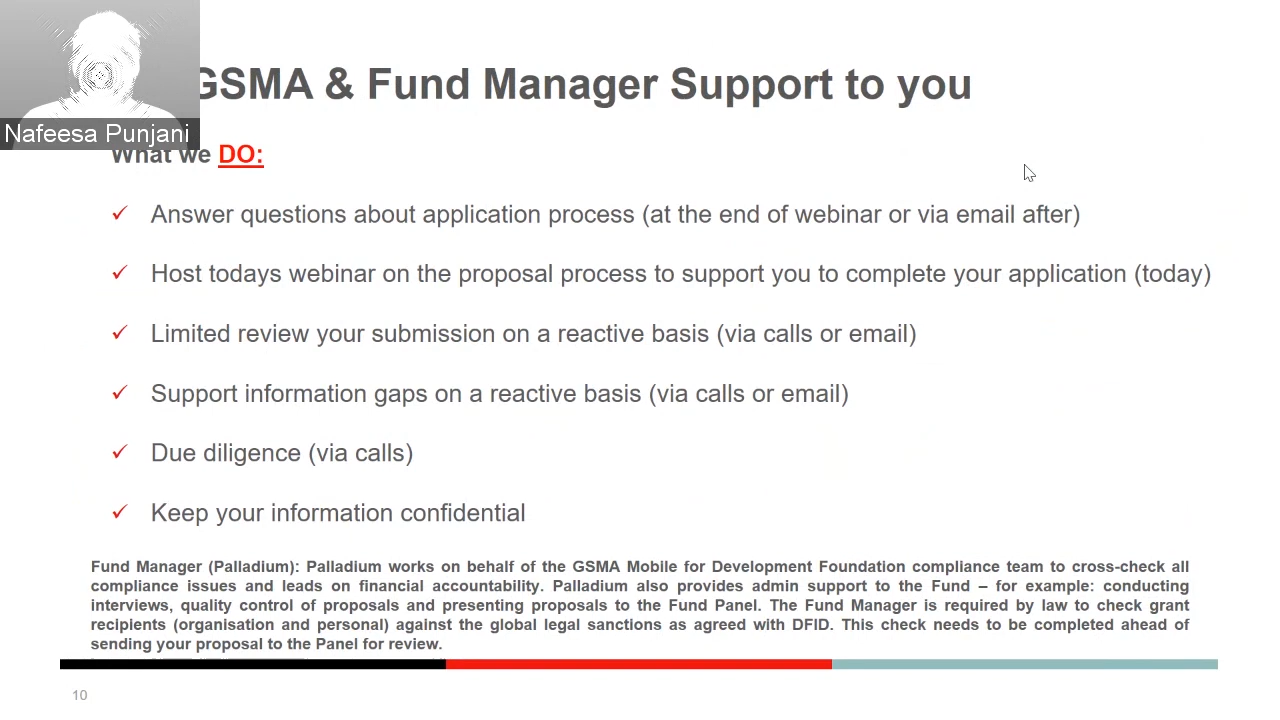 GSMA & Fund Manager Support to you
Nafeesa Punjani
What we DO:
✓ Answer questions about application process (at the end of webinar or via email after)
✓ Host todays webinar on the proposal process to support you to complete your application (today)
✓ Limited review your submission on a reactive basis (via calls or email)
✓ Support information gaps on a reactive basis (via calls or email)
✓ Due diligence (via calls)
✓ Keep your information confidential
Fund Manager (Palladium): Palladium works on behalf of the GSMA Mobile for Development Foundation compliance team to cross-check all
compliance issues and leads on financial accountability. Palladium also provides admin support to the Fund – for example: conducting
interviews, quality control of proposals and presenting proposals to the Fund Panel. The Fund Manager is required by law to check grant
recipients (organisation and personal) against the global legal sanctions as agreed with DFID. This check needs to be completed ahead of
sending your proposal to the Panel for review.
10